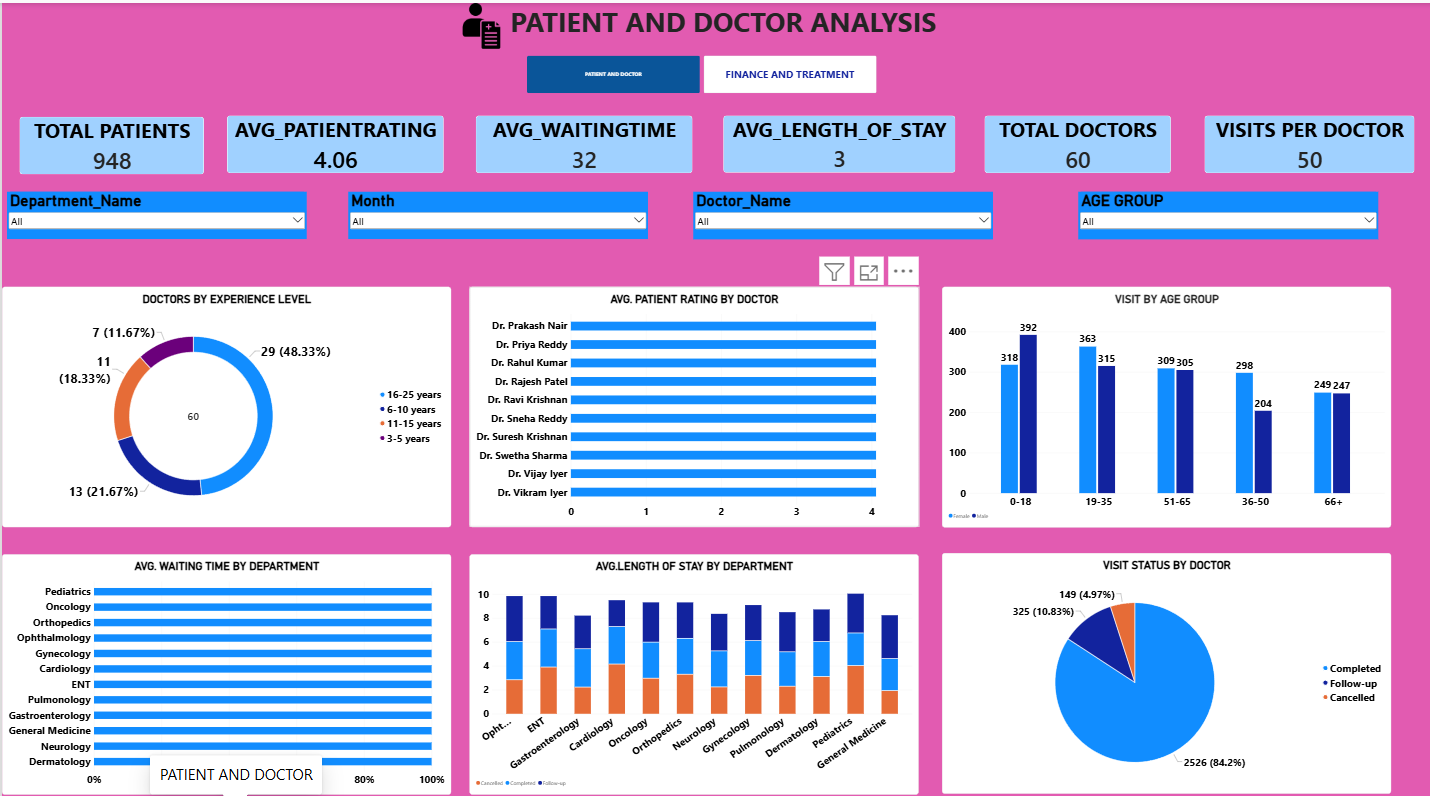 PATIENT AND DOCTOR ANALYSIS
PATIENT AND DOCTOR
FINANCE AND TREATMENT
TOTAL PATIENTS
948
AVG_PATIENTRATING
4.06
AVG_WAITINGTIME
32
AVG_LENGTH_OF_STAY
3
TOTAL DOCTORS
60
VISITS PER DOCTOR
50
Department_Name
All
Month
All
Doctor_Name
All
AGE GROUP
All
DOCTORS BY EXPERIENCE LEVEL
7 (11.67%)
29 (48.33%)
11
(18.33%)
60
13 (21.67%)
16-25 years
6-10 years
11-15 years
3-5 years
AVG. PATIENT RATING BY DOCTOR
Dr. Prakash Nair
Dr. Priya Reddy
Dr. Rahul Kumar
Dr. Rajesh Patel
Dr. Ravi Krishnan
Dr. Sneha Reddy
Dr. Suresh Krishnan
Dr. Swetha Sharma
Dr. Vijay Iyer
Dr. Vikram Iyer
0 1 2 3 4
VISIT BY AGE GROUP
400
300
200
100
0
318 392 363 315 309 305 298 204 249 247
0-18 19-35 51-65 36-50 66+
Female Male
AVG. WAITING TIME BY DEPARTMENT
Pediatrics
Oncology
Orthopedics
Ophthalmology
Gynecology
Cardiology
ENT
Pulmonology
Gastroenterology
General Medicine
Neurology
Dermatology
0% 80% 100%
PATIENT AND DOCTOR
AVG.LENGTH OF STAY BY DEPARTMENT
10
8
6
4
2
0
Opht... ENT Gastroenterology Cardiology Oncology Orthopedics Neurology Gynecology Pulmonology Dermatology Pediatrics General Medicine
Cancelled Completed Follow-up
VISIT STATUS BY DOCTOR
149 (4.97%)
325 (10.83%)
2526 (84.2%)
Completed
Follow-up
Cancelled